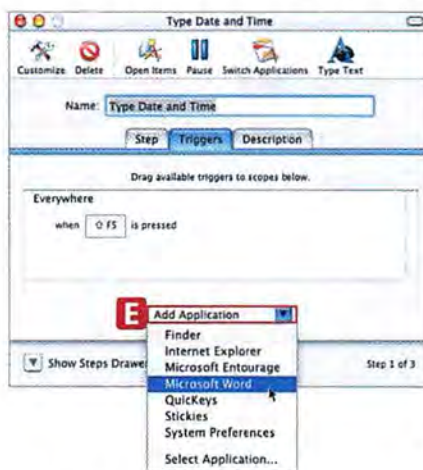 Type Date and Time
Customize Delete Open Items Pause Switch Applications Type Text
Name: Type Date and Time
Step Triggers Description
Drag available triggers to scopes below.
Everywhere
when ⇧ F5 is pressed
E Add Application
Finder
Internet Explorer
Microsoft Entourage
Show Steps Drawer Microsoft Word Step 1 of 3
QuicKeys
Stickies
System Preferences
Select Application...